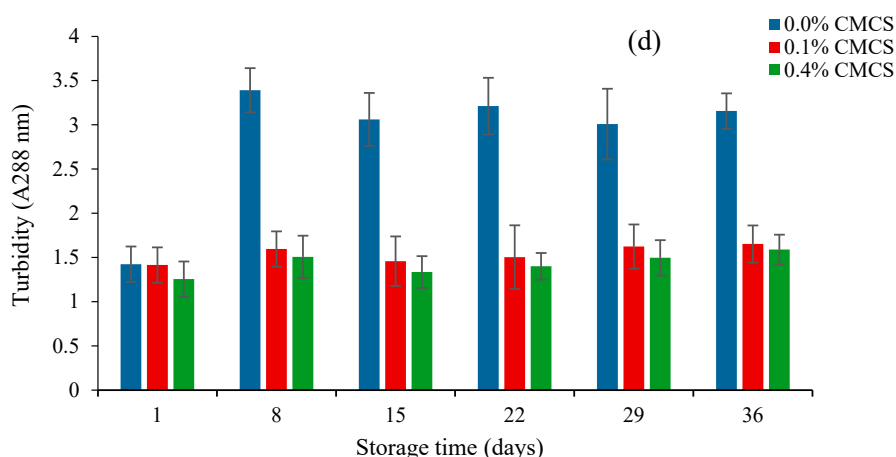 (d)
0.0% CMCS
0.1% CMCS
0.4% CMCS
Turbidity (A288 nm)
4
3.5
3
2.5
2
1.5
1
0.5
0
1 8 15 22 29 36
Storage time (days)